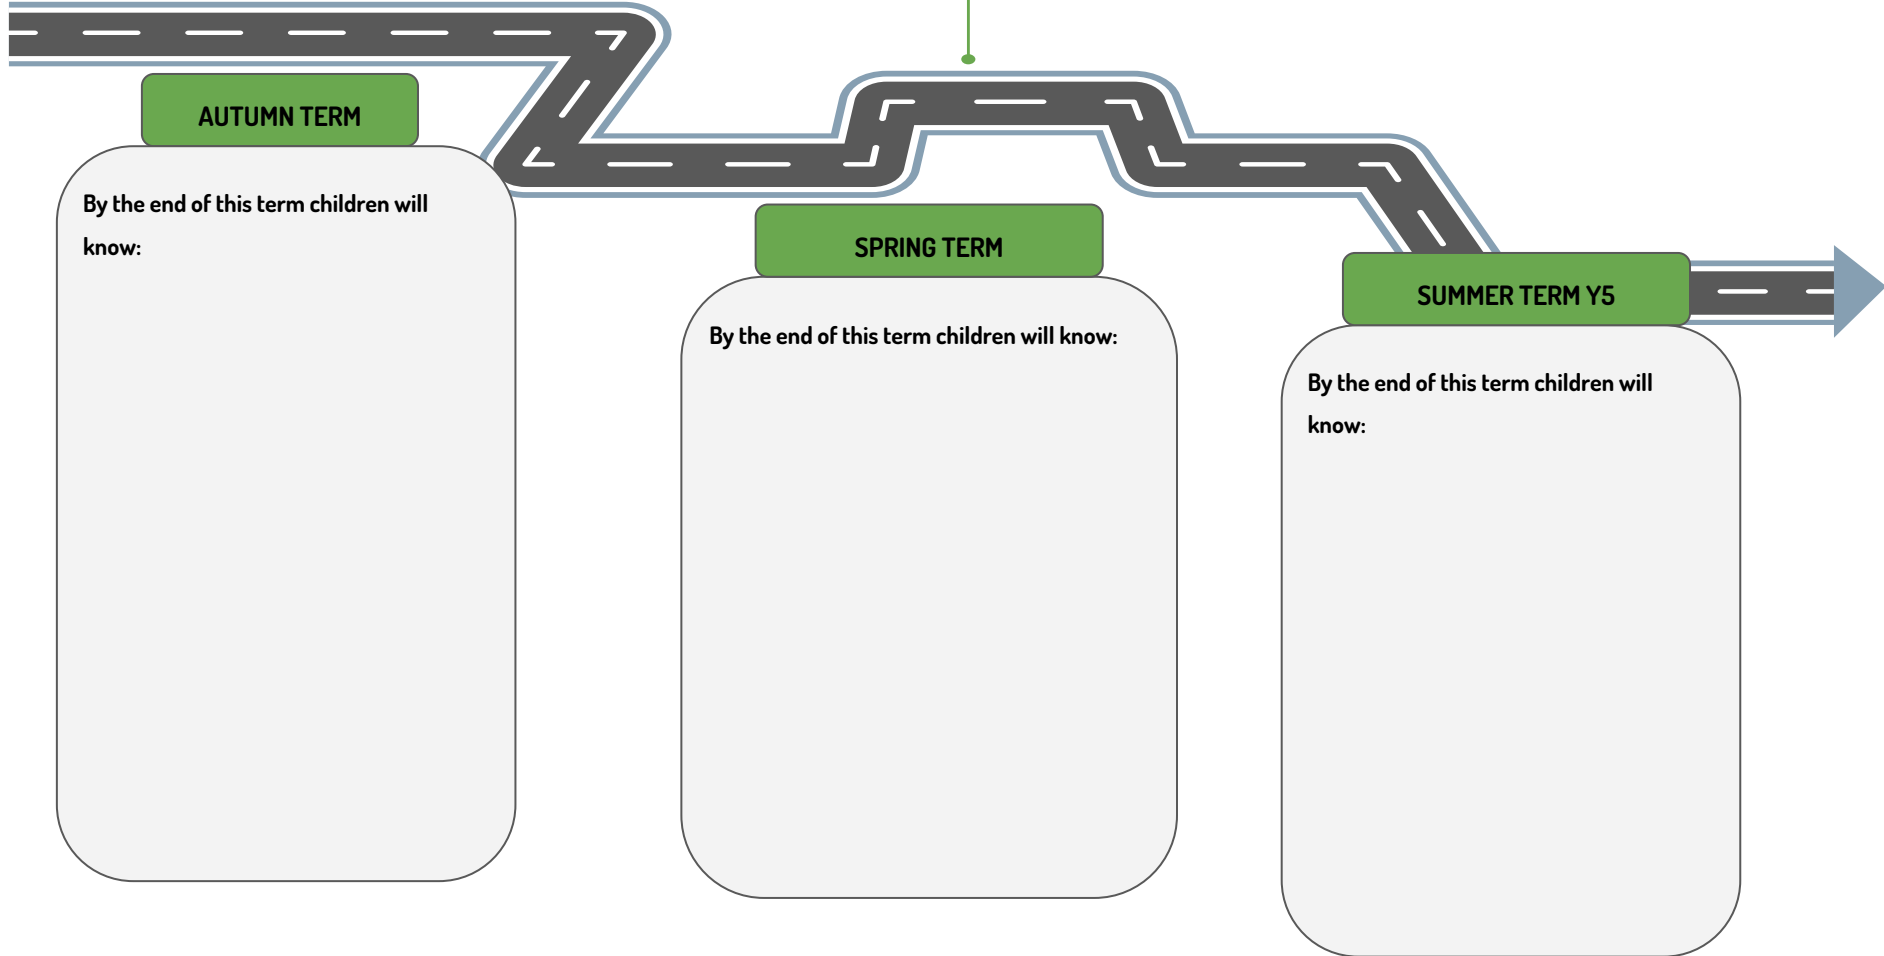 AUTUMN TERM
By the end of this term children will
know:
SPRING TERM
By the end of this term children will know:
SUMMER TERM Y5
By the end of this term children will
know: